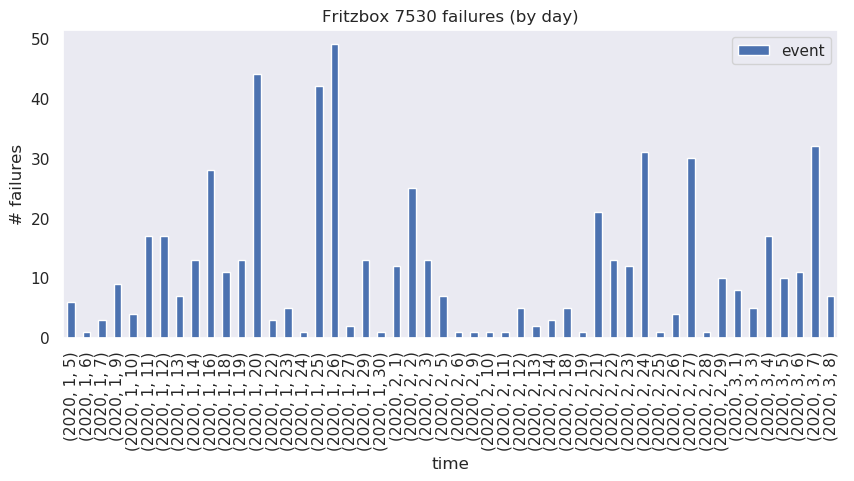 Fritzbox 7530 failures (by day)
event
# failures
50
40
30
20
10
0
(2020, 1, 5)
(2020, 1, 6)
(2020, 1, 7)
(2020, 1, 9)
(2020, 1, 10)
(2020, 1, 11)
(2020, 1, 12)
(2020, 1, 13)
(2020, 1, 14)
(2020, 1, 16)
(2020, 1, 18)
(2020, 1, 19)
(2020, 1, 20)
(2020, 1, 22)
(2020, 1, 23)
(2020, 1, 24)
(2020, 1, 25)
(2020, 1, 26)
(2020, 1, 27)
(2020, 1, 29)
(2020, 1, 30)
(2020, 2, 1)
(2020, 2, 2)
(2020, 2, 3)
(2020, 2, 5)
(2020, 2, 6)
(2020, 2, 9)
(2020, 2, 10)
(2020, 2, 11)
(2020, 2, 12)
(2020, 2, 13)
(2020, 2, 14)
(2020, 2, 18)
(2020, 2, 19)
(2020, 2, 21)
(2020, 2, 22)
(2020, 2, 23)
(2020, 2, 24)
(2020, 2, 25)
(2020, 2, 26)
(2020, 2, 27)
(2020, 2, 28)
(2020, 2, 29)
(2020, 3, 1)
(2020, 3, 3)
(2020, 3, 4)
(2020, 3, 5)
(2020, 3, 6)
(2020, 3, 7)
(2020, 3, 8)
time